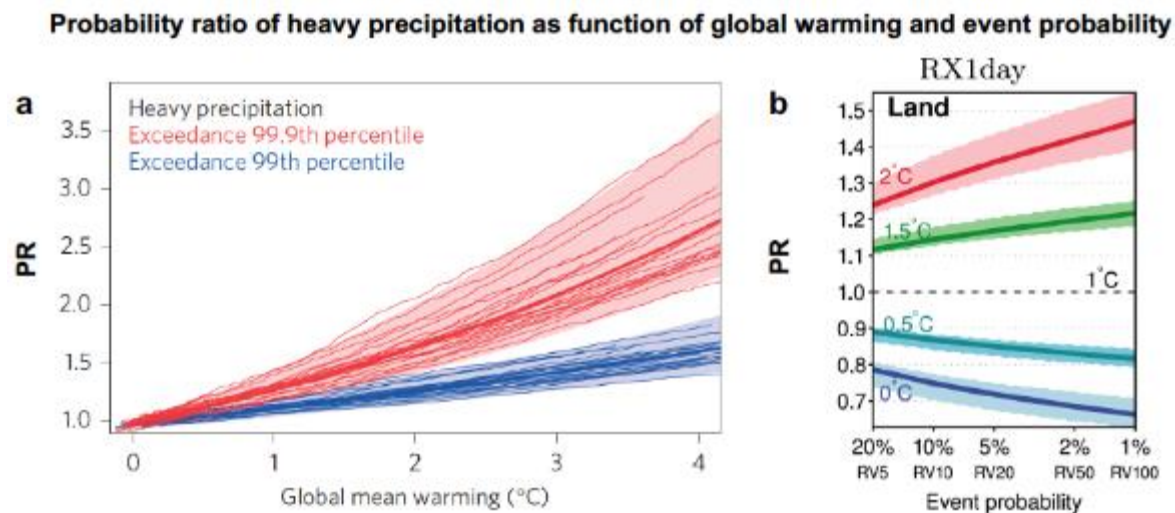 Probability ratio of heavy precipitation as function of global warming and event probability
a
Heavy precipitation
Exceedance 99.9th percentile
Exceedance 99th percentile
PR
3.5
3.0
2.5
2.0
1.5
1.0
0 1 2 3 4
Global mean warming (°C)
RX1day
b
Land
PR
1.5
1.4
1.3
1.2
1.1
1.0
0.9
0.8
0.7
2°C
1.5°C
1°C
0.5°C
0°C
20% 10% 5% 2% 1%
RV5 RV10 RV20 RV50 RV100
Event probability